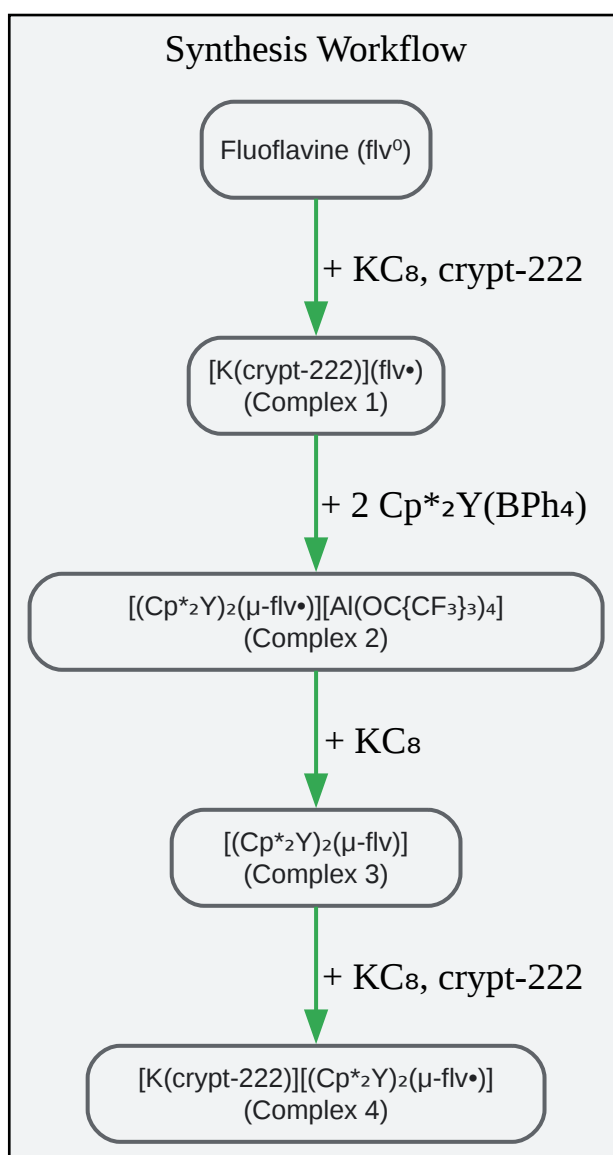 Synthesis Workflow
Fluoflavine (flv⁰)
+ KC₈, crypt-222
[K(crypt-222)](flv•)
(Complex 1)
+ 2 Cp*₂Y(BPh₄)
[(Cp*₂Y)₂(μ-flv•)][Al(OC{CF₃}₃)₄]
(Complex 2)
+ KC₈
[(Cp*₂Y)₂(μ-flv)]
(Complex 3)
+ KC₈, crypt-222
[K(crypt-222)][(Cp*₂Y)₂(μ-flv•)]
(Complex 4)